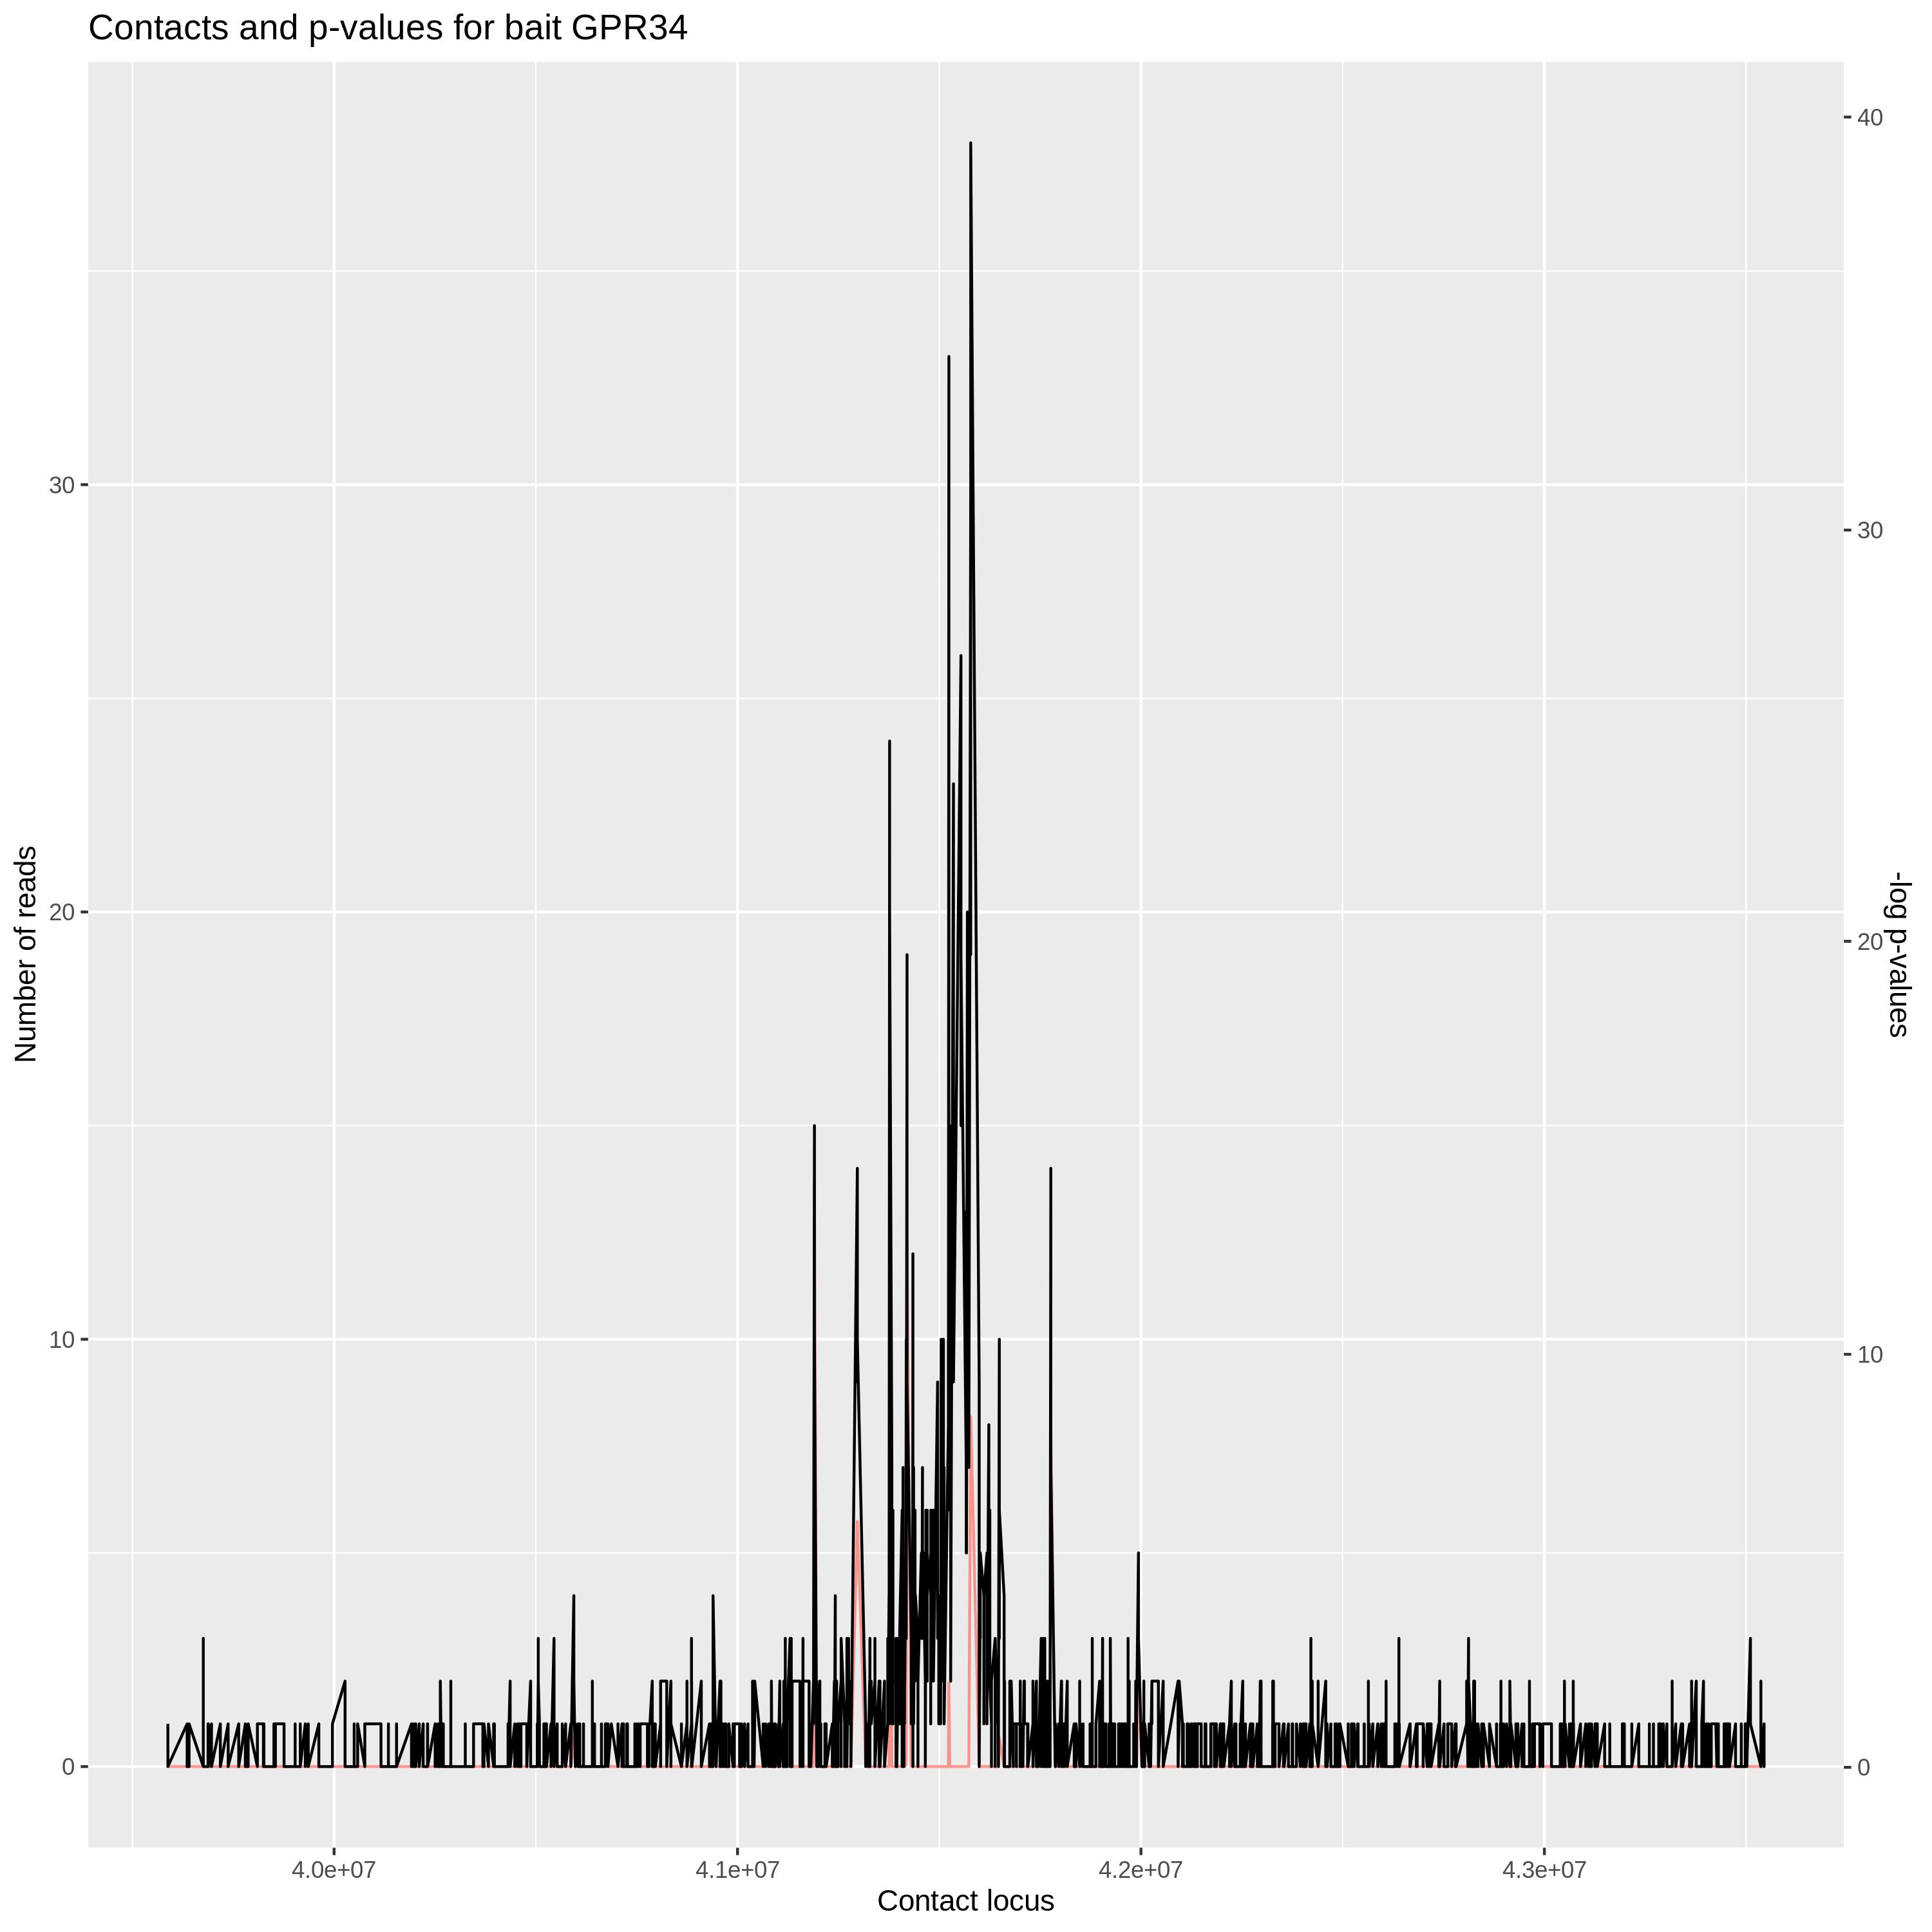 Contacts and p-values for bait GPR34
40
30
30
20
20
10
10
0
0
Number of reads
-log p-values
4.0e+07 4.1e+07 4.2e+07 4.3e+07
Contact locus